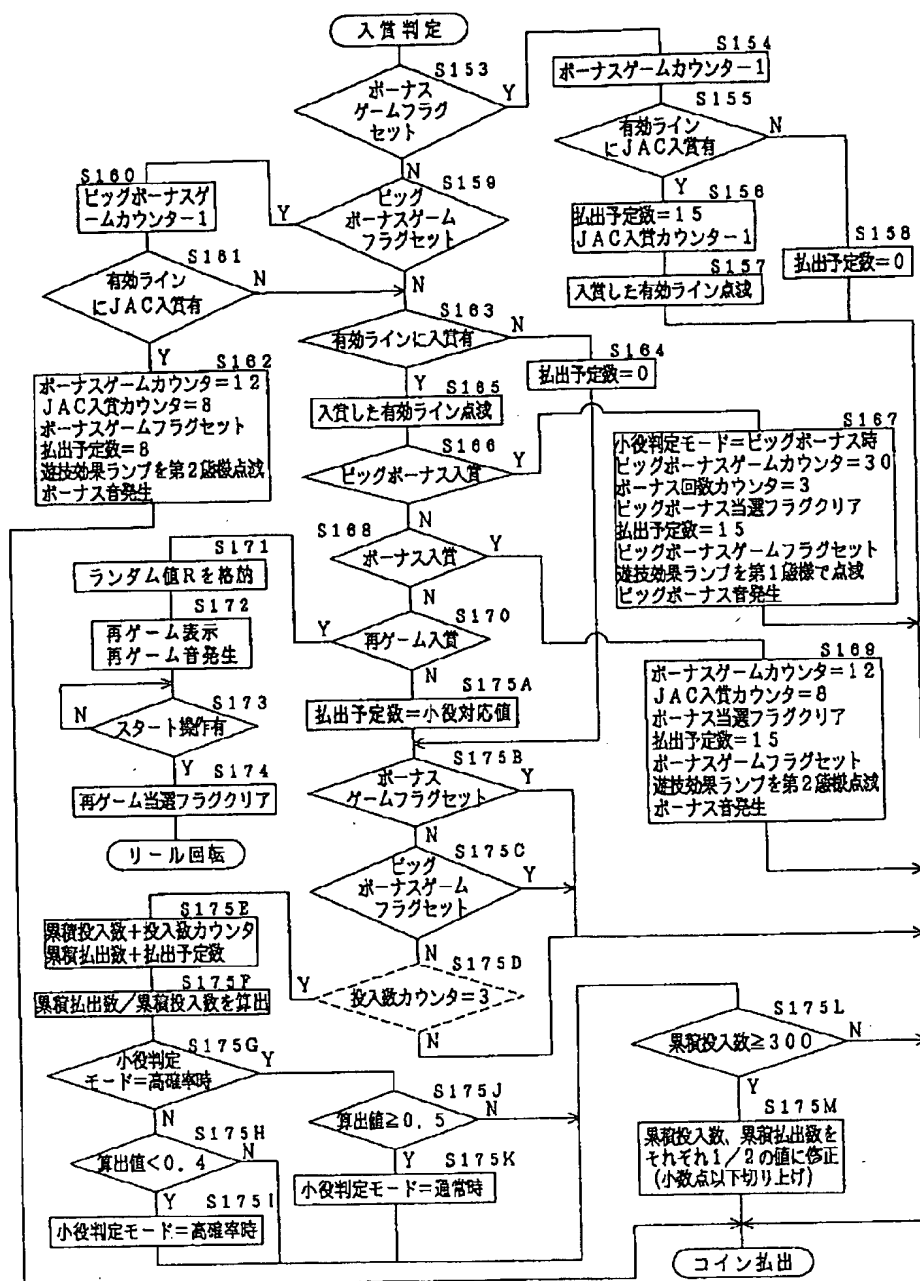 入賞判定
S153
ボーナス
ゲームフラグ
セット
Y
N
S154
ボーナスゲームカウンター1
S155
有効ライン
にJAC入賞有
N
Y
S156
払出予定数=15
JAC入賞カウンター1
S157
入賞した有効ライン点滅
S158
払出予定数=0
S159
ビッグ
ボーナスゲーム
フラグセット
Y
N
S160
ビッグボーナスゲ
ームカウンター1
S161
有効ライン
にJAC入賞有
N
Y
S162
ボーナスゲームカウンタ=12
JAC入賞カウンタ=8
ボーナスゲームフラグセット
払出予定数=8
遊技効果ランプを第2態様点滅
ボーナス音発生
S163
有効ラインに入賞有
N
Y
S164
払出予定数=0
S165
入賞した有効ライン点滅
S166
ビッグボーナス入賞
Y
N
S167
小役判定モード=ビッグボーナス時
ビッグボーナスゲームカウンタ=30
ボーナス回数カウンタ=3
ビッグボーナス当選フラグクリア
払出予定数=15
ビッグボーナスゲームフラグセット
遊技効果ランプを第1態様で点滅
ビッグボーナス音発生
S168
ボーナス入賞
Y
N
S169
ボーナスゲームカウンタ=12
JAC入賞カウンタ=8
ボーナス当選フラグクリア
払出予定数=15
ボーナスゲームフラグセット
遊技効果ランプを第2態様点滅
ボーナス音発生
S170
再ゲーム入賞
Y
N
S171
ランダム値Rを格納
S172
再ゲーム表示
再ゲーム音発生
S173
スタート操作有
N
Y
S174
再ゲーム当選フラグクリア
リール回転
S175A
払出予定数=小役対応値
S175B
ボーナス
ゲームフラグセット
Y
N
S175C
ビッグ
ボーナスゲーム
フラグセット
Y
N
S175D
投入数カウンタ=3
Y
N
S175E
累積投入数+投入数カウンタ
累積払出数+払出予定数
S175F
累積払出数/累積投入数を算出
S175G
小役判定
モード=高確率時
Y
N
S175H
算出値<0.4
N
Y
S175I
小役判定モード=高確率時
S175J
算出値≧0.5
N
Y
S175K
小役判定モード=通常時
S175L
累積投入数≧300
N
Y
S175M
累積投入数、累積払出数を
それぞれ1/2の値に修正
(小数点以下切り上げ)
コイン払出